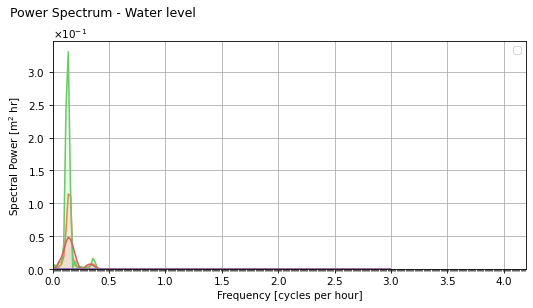 Power Spectrum - Water level
×10⁻¹
3.0
2.5
2.0
1.5
1.0
0.5
0.0
0.0 0.5 1.0 1.5 2.0 2.5 3.0 3.5 4.0
Spectral Power [m² hr]
Frequency [cycles per hour]